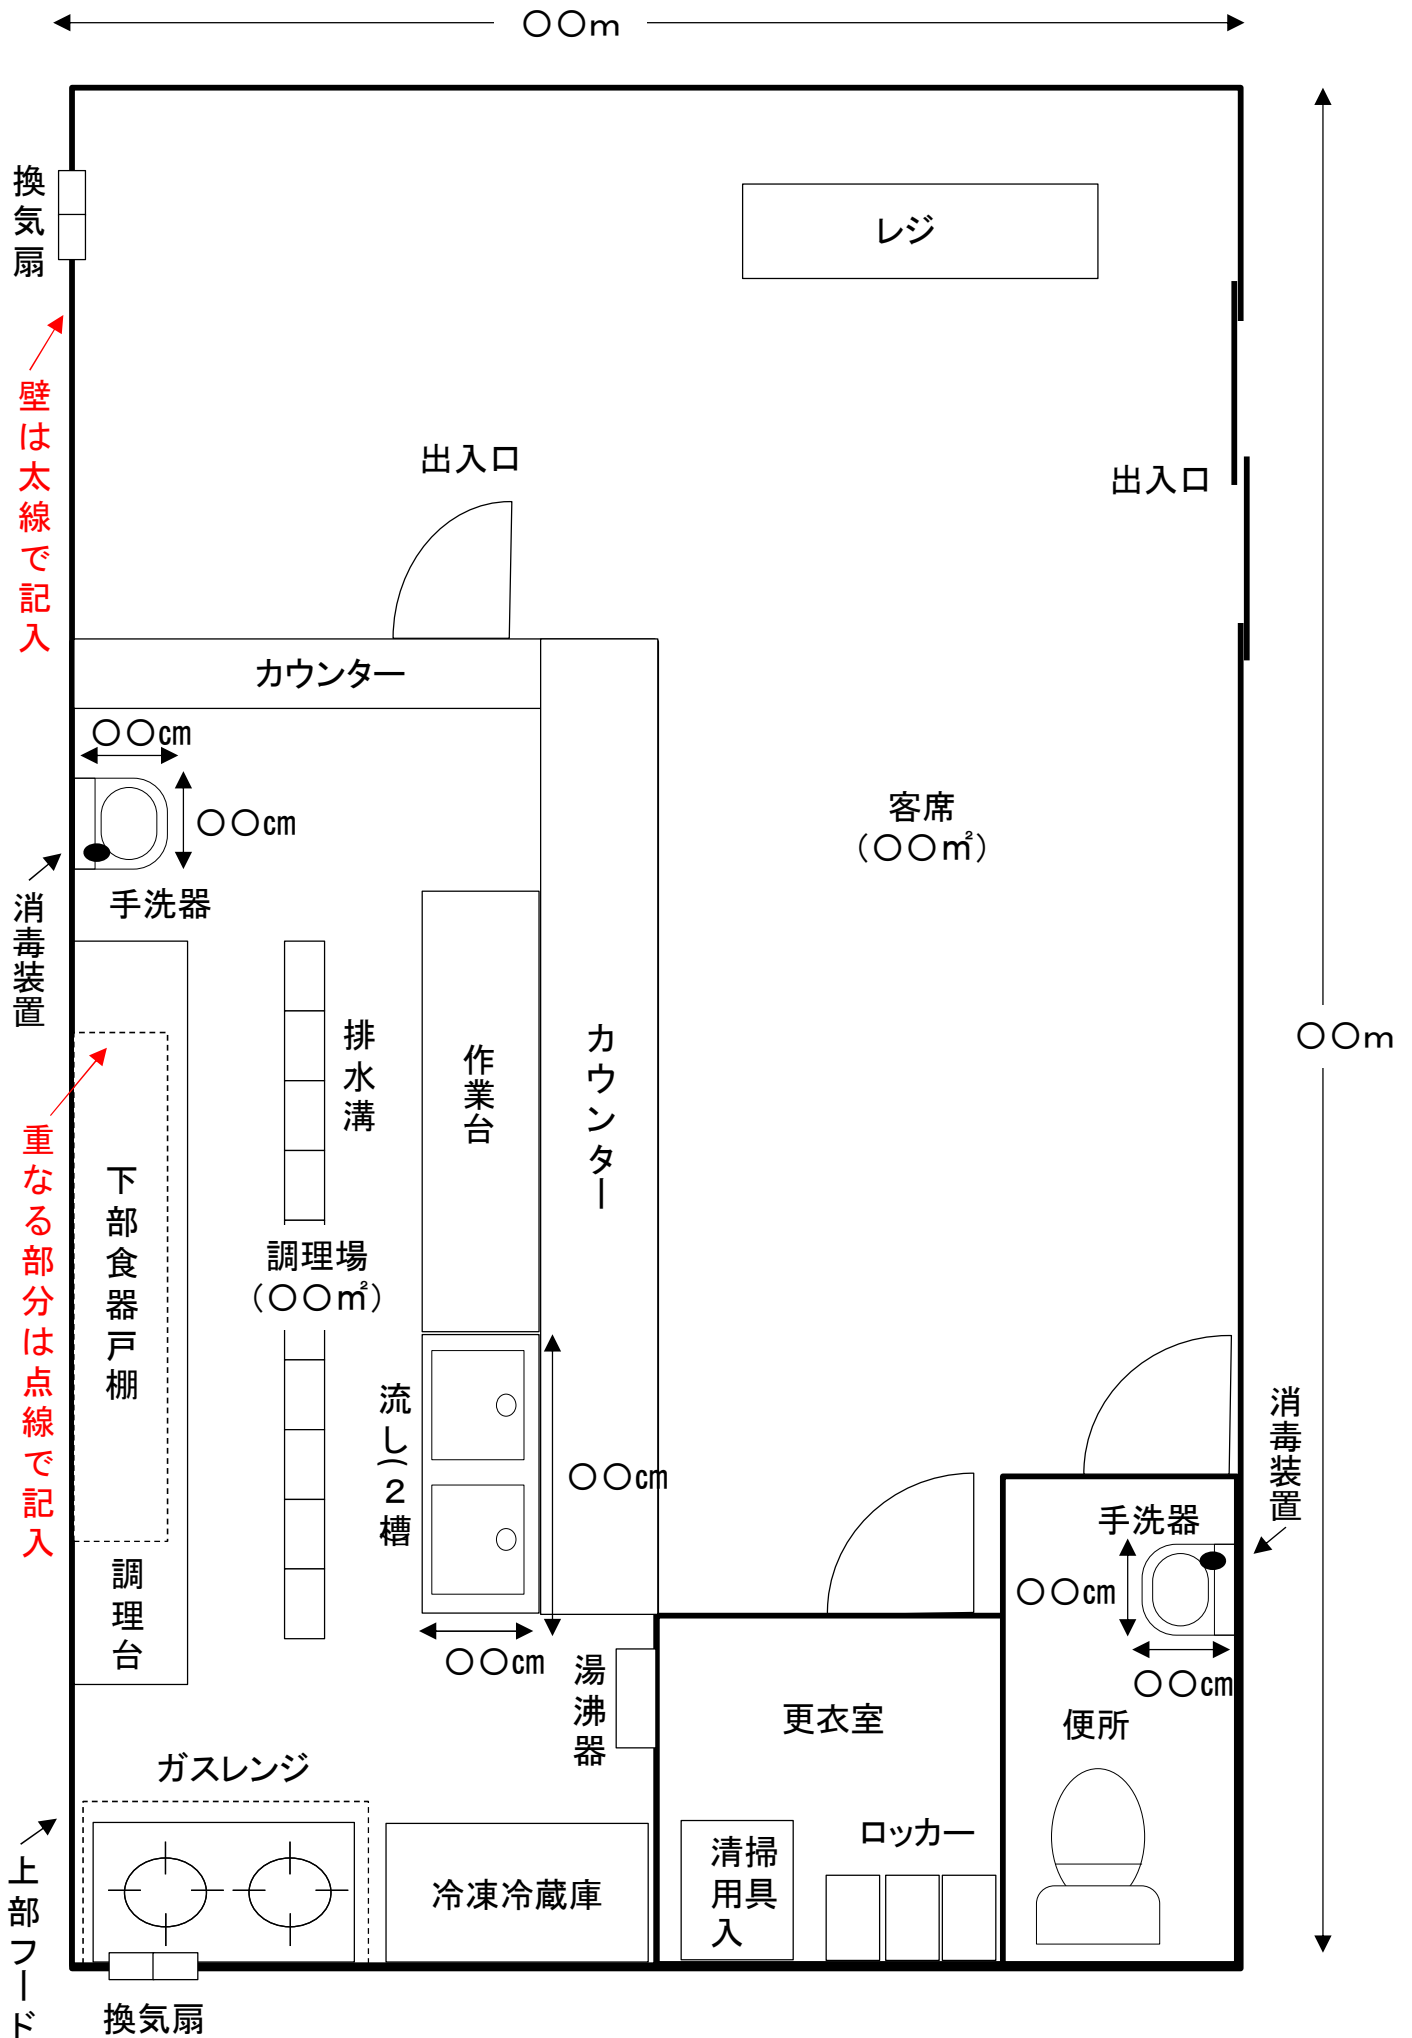 〇〇m
換気扇
レジ
壁は太線で記入
出入口
出入口
カウンター
〇〇cm
〇〇cm
手洗器
消毒装置
客席
（〇〇㎡）
〇〇m
排水溝
作業台
カウンター
重なる部分は点線で記入
下部食器戸棚
調理場
（〇〇㎡）
流し(2槽
〇〇cm
消毒装置
手洗器
〇〇cm
〇〇cm
調理台
〇〇cm
湯沸器
更衣室
便所
ガスレンジ
上部フード
冷凍冷蔵庫
清掃用具入
ロッカー
換気扇